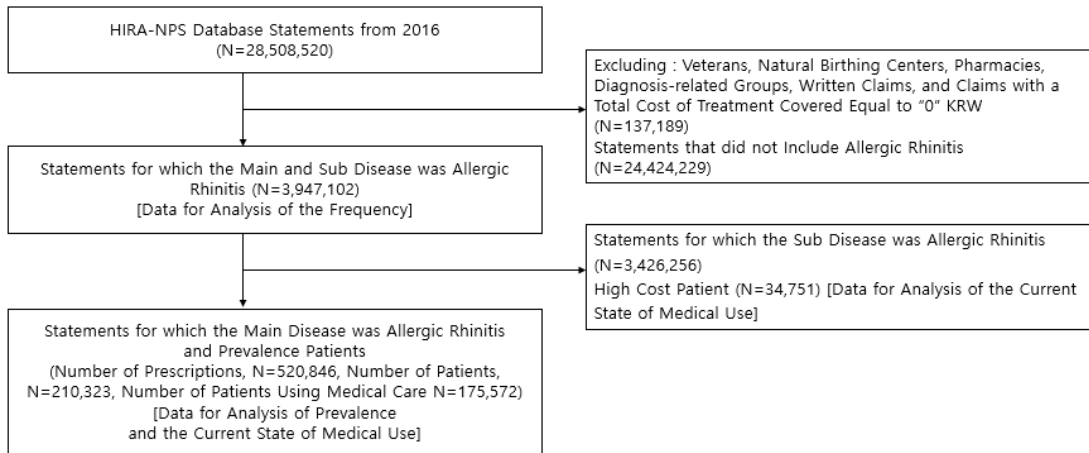 HIRA-NPS Database Statements from 2016
(N=28,508,520)
Excluding : Veterans, Natural Birthing Centers, Pharmacies,
Diagnosis-related Groups, Written Claims, and Claims with a
Total Cost of Treatment Covered Equal to “0” KRW
(N=137,189)
Statements that did not Include Allergic Rhinitis
(N=24,424,229)
Statements for which the Main and Sub Disease was Allergic
Rhinitis (N=3,947,102)
[Data for Analysis of the Frequency]
Statements for which the Sub Disease was Allergic Rhinitis
(N=3,426,256)
High Cost Patient (N=34,751) [Data for Analysis of the Current
State of Medical Use]
Statements for which the Main Disease was Allergic Rhinitis
and Prevalence Patients
(Number of Prescriptions, N=520,846, Number of Patients,
N=210,323, Number of Patients Using Medical Care N=175,572)
[Data for Analysis of Prevalence
and the Current State of Medical Use]